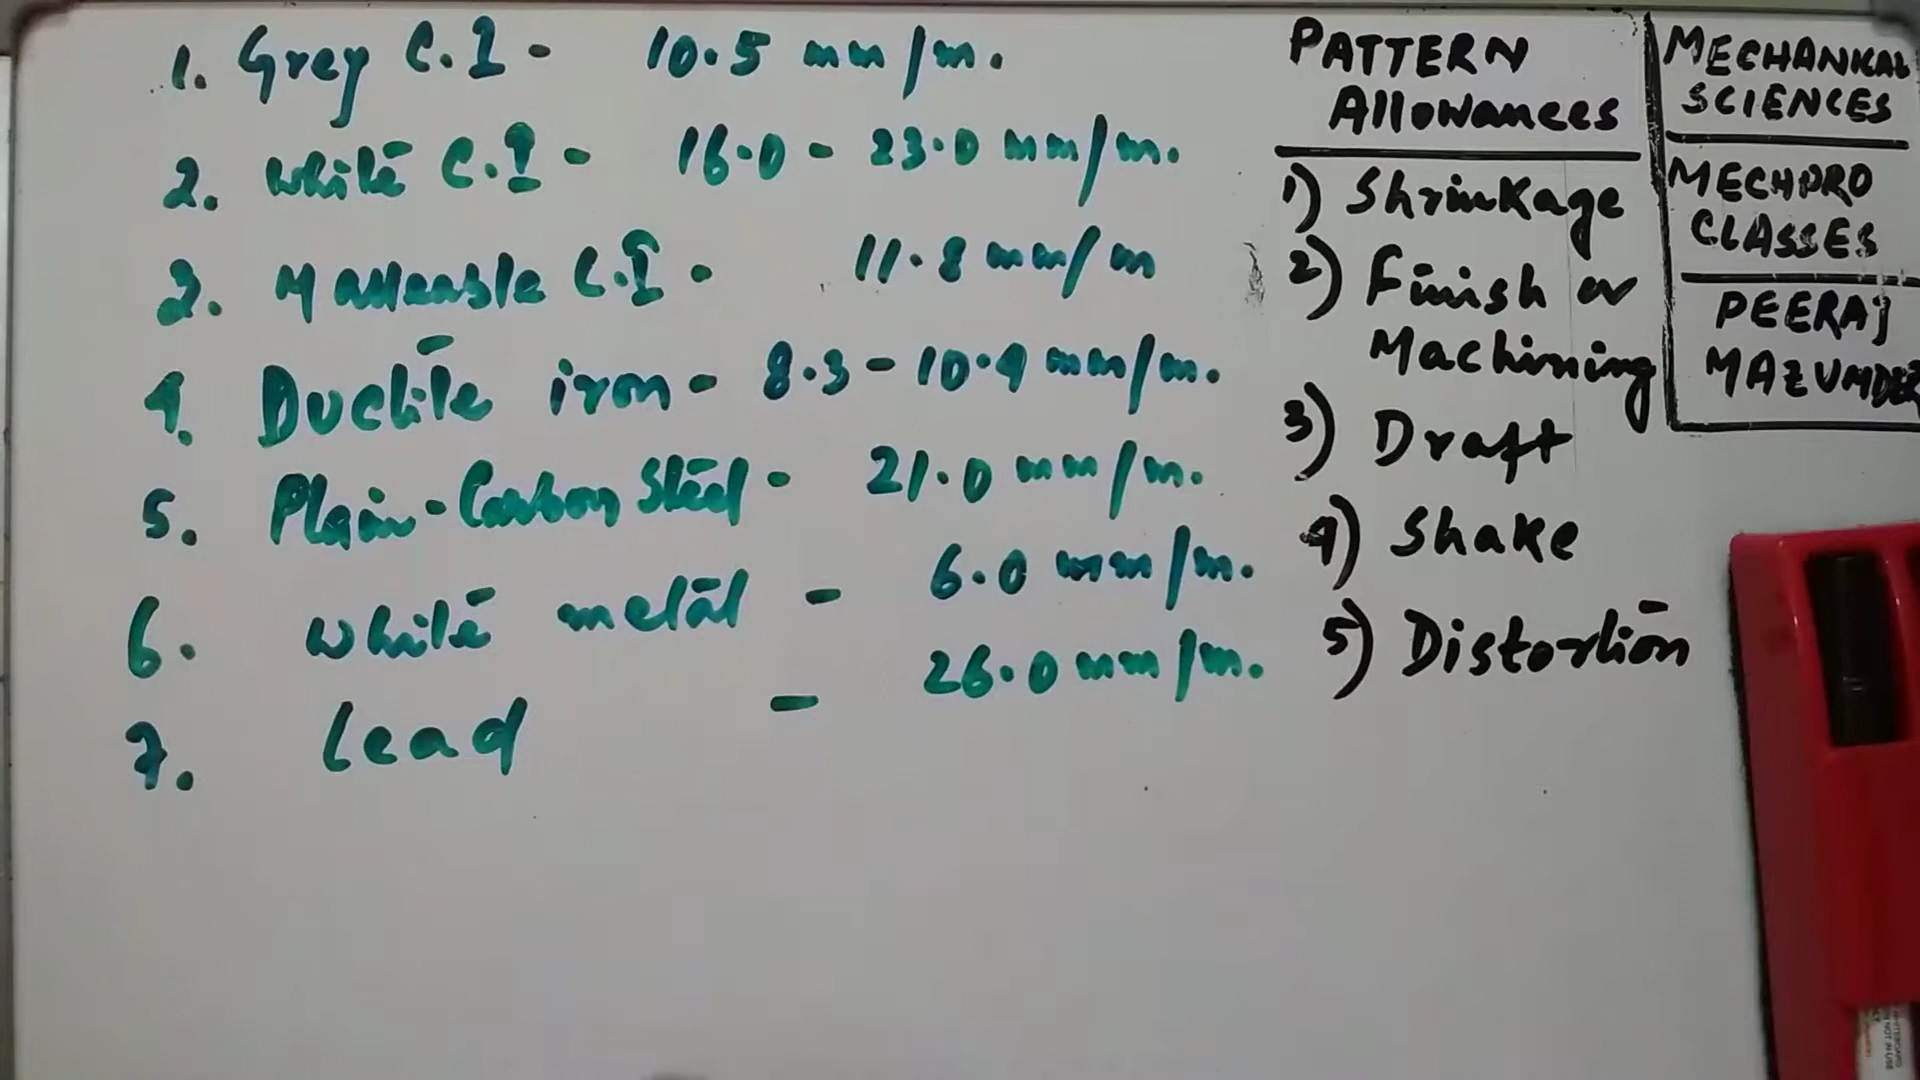 1. Grey C.I - 10.5 mm/m.
2. White C.I - 16.0 - 23.0 mm/m.
3. Malleable C.I - 11.8 mm/m
4. Ductile iron - 8.3 - 10.4 mm/m.
5. Plain-Carbon Steel - 21.0 mm/m.
6. White metal - 6.0 mm/m.
7. Lead - 26.0 mm/m.
PATTERN
Allowances
1) Shrinkage
2) Finish or
Machining
3) Draft
4) Shake
5) Distortion
MECHANICAL
SCIENCES
MECHPRO
CLASSES
PEERAJ
MAZUMDER